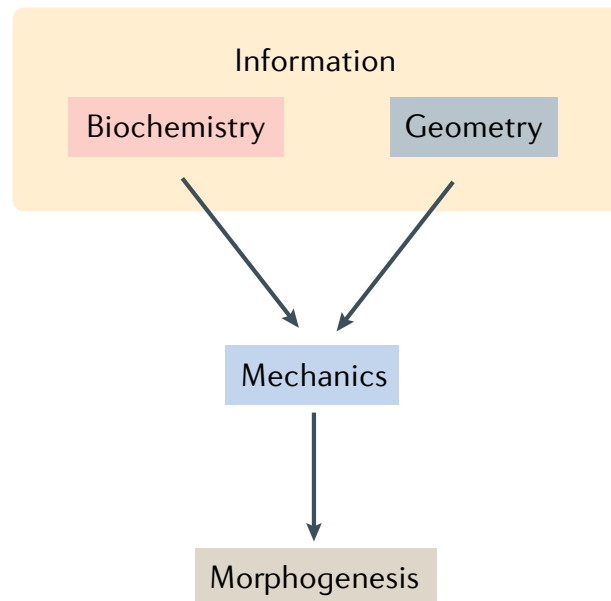 Information
Biochemistry
Geometry
Mechanics
Morphogenesis